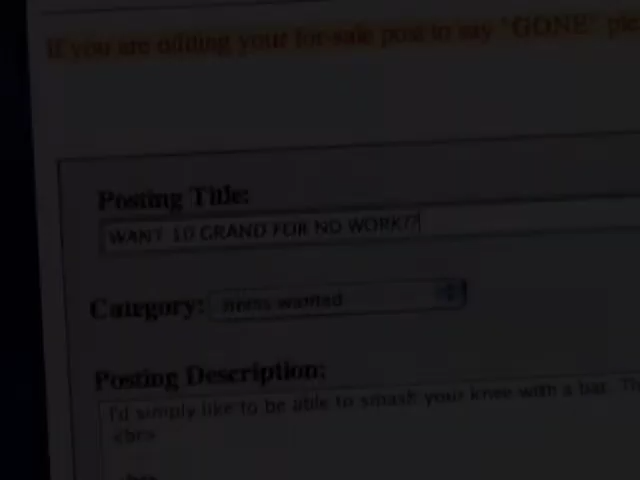 If you are editing your for-sale post to say "GONE" ple
Posting Title:
WANT 10 GRAND FOR NO WORK??
Category: items wanted
Posting Description:
I'd simply like to be able to smash your knee with a bat. Th
<br>